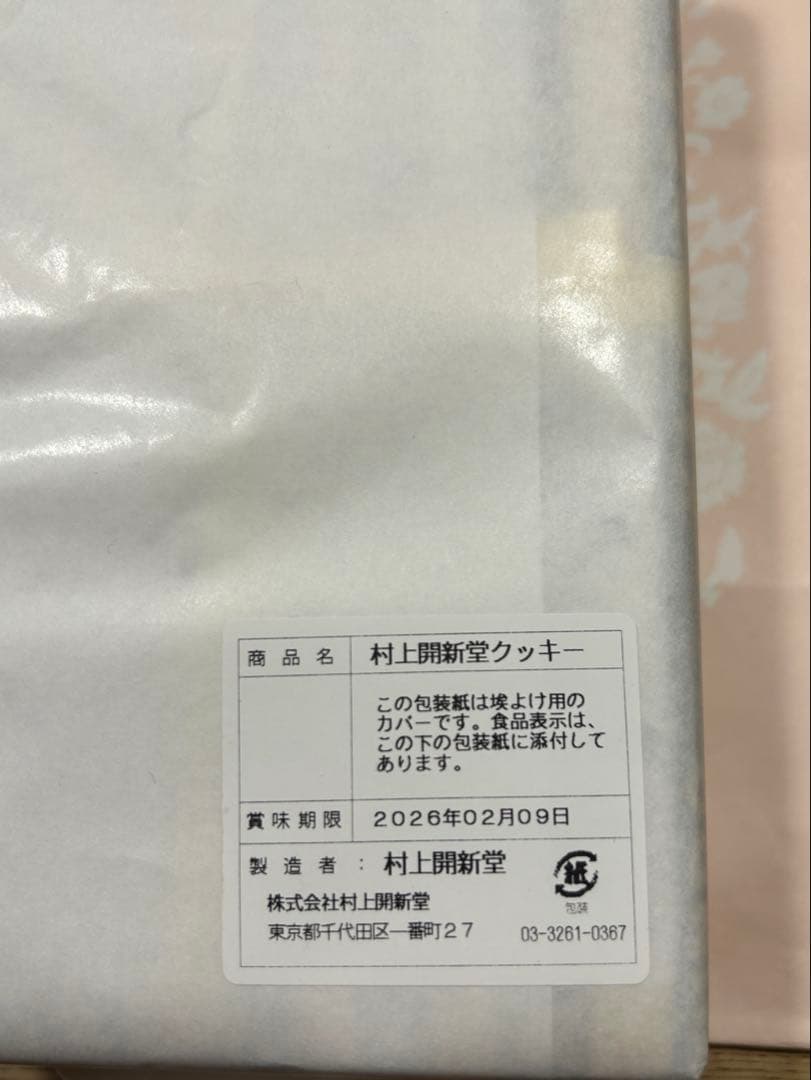 商品名 村上開新堂クッキー
この包装紙は埃よけ用の
カバーです。食品表示は、
この下の包装紙に添付して
あります。
賞味期限 2026年02月09日
製造者：村上開新堂
紙
包装
株式会社村上開新堂
東京都千代田区一番町27 03-3261-0367